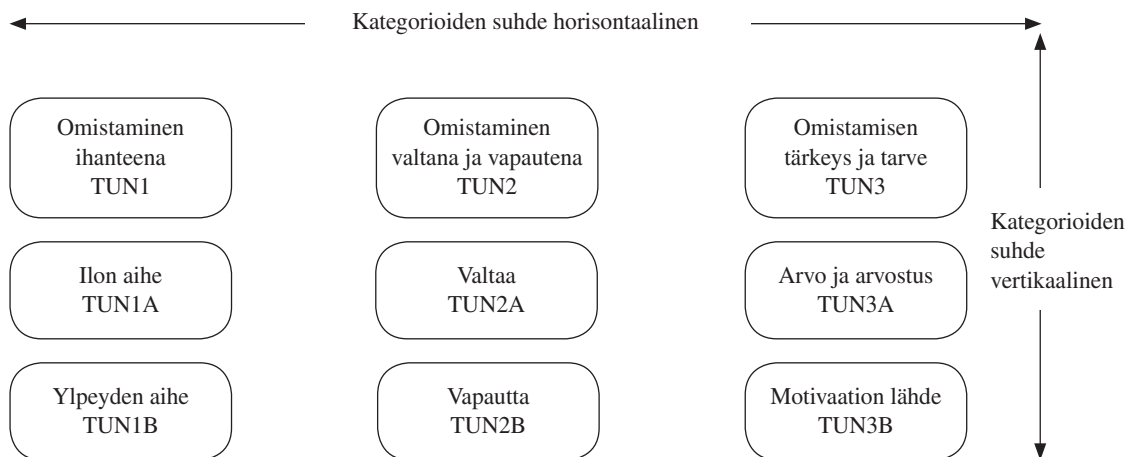 Kategorioiden suhde horisontaalinen
Omistaminen
ihanteena
TUN1
Omistaminen
valtana ja vapautena
TUN2
Omistamisen
tärkeys ja tarve
TUN3
Kategorioiden
suhde
vertikaalinen
Ilon aihe
TUN1A
Valtaa
TUN2A
Arvo ja arvostus
TUN3A
Ylpeyden aihe
TUN1B
Vapautta
TUN2B
Motivaation lähde
TUN3B